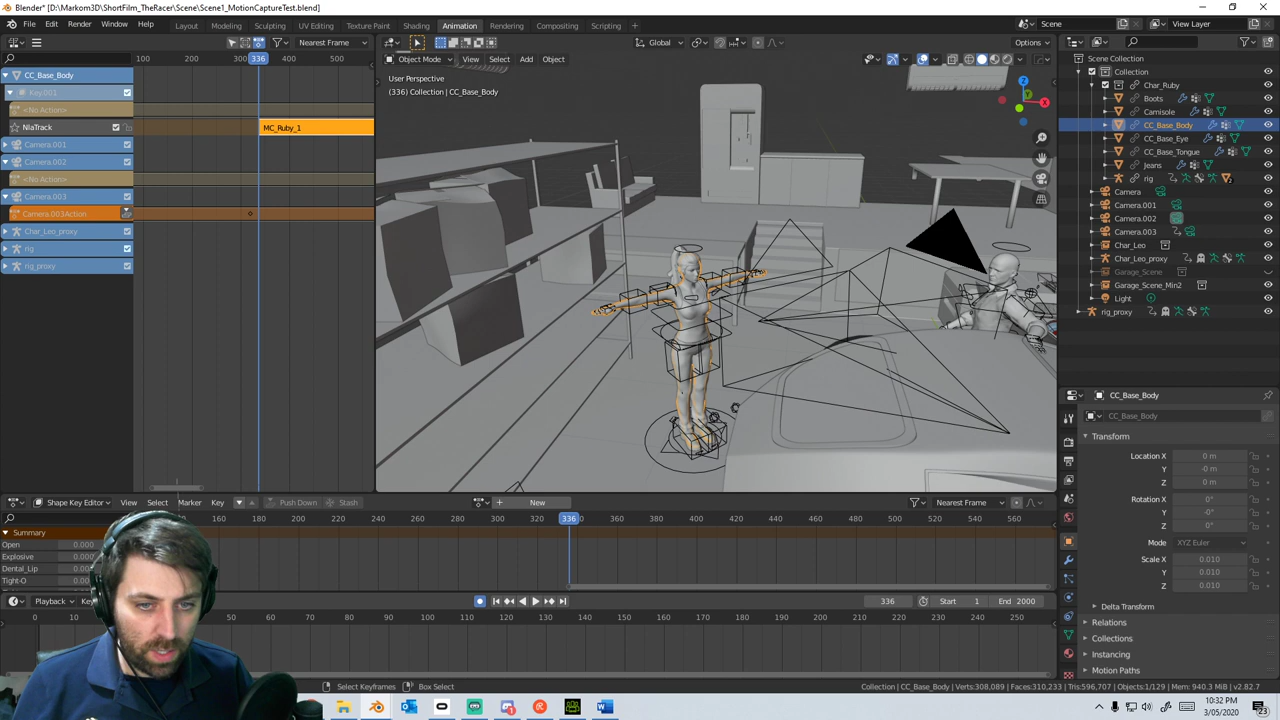 Blender* [D:\Markom3D\ShortFilm_TheRacer\Scene\Scene1_MotionCaptureTest.blend]
File Edit Render Window Help
Layout Modeling Sculpting UV Editing Texture Paint Shading Animation Rendering Compositing Scripting +
Scene View Layer
Nearest Frame Global Options
100 200 300 336 400 500
Object Mode View Select Add Object
CC_Base_Body
Key.001
<No Action>
NlaTrack MC_Ruby_1
Camera.001
Camera.002
<No Action>
Camera.003
Camera.003Action
Char_Leo_proxy
rig
rig_proxy
User Perspective
(336) Collection | CC_Base_Body
X
Y
Z
Scene Collection
Collection
Char_Ruby
Boots
Camisole
CC_Base_Body
CC_Base_Eye
CC_Base_Tongue
Jeans
rig
Camera
Camera.001
Camera.002
Camera.003
Char_Leo
Char_Leo_proxy
Garage_Scene
Garage_Scene_Min2
Light
rig_proxy
CC_Base_Body
CC_Base_Body
Transform
Location X 0 m
Y -0 m
Z 0 m
Rotation X 0°
Y -0°
Z 0°
Mode XYZ Euler
Scale X 0.010
Y 0.010
Z 0.010
Delta Transform
Relations
Collections
Instancing
Motion Paths
Shape Key Editor View Select Marker Key Push Down Stash + New Nearest Frame
160 180 200 220 240 260 280 300 320 336 360 380 400 420 440 460 480 500 520 540 560
Summary
Open 0.000
Explosive 0.000
Dental_Lip
Tight-O
Playback 336 Start 1 End 2000
0 10 50 60 70 80 90 100 110 120 130 140 150 160 170 180 190 200 210 220 230 240 250
Select Keyframes Box Select
Collection | CC_Base_Body | Verts:308,089 | Faces:310,233 | Tris:596,707 | Objects:1/129 | Mem: 940.3 MiB | v2.82.7
10:32 PM
3/05/2020